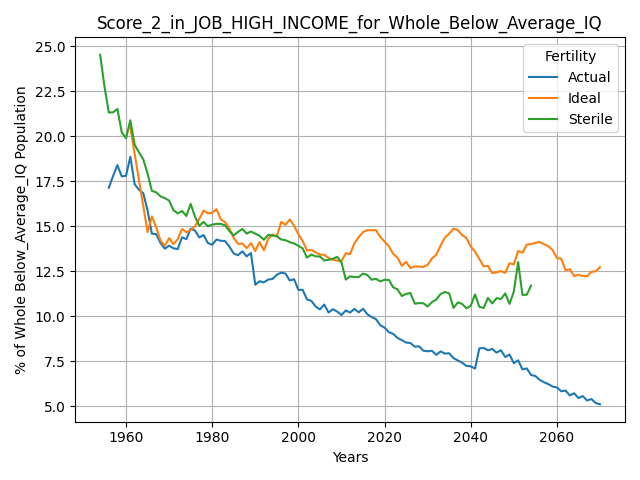 Score_2_in_JOB_HIGH_INCOME_for_Whole_Below_Average_IQ
% of Whole Below_Average_IQ Population
25.0
22.5
20.0
17.5
15.0
12.5
10.0
7.5
5.0
Fertility
Actual
Ideal
Sterile
1960 1980 2000 2020 2040 2060
Years